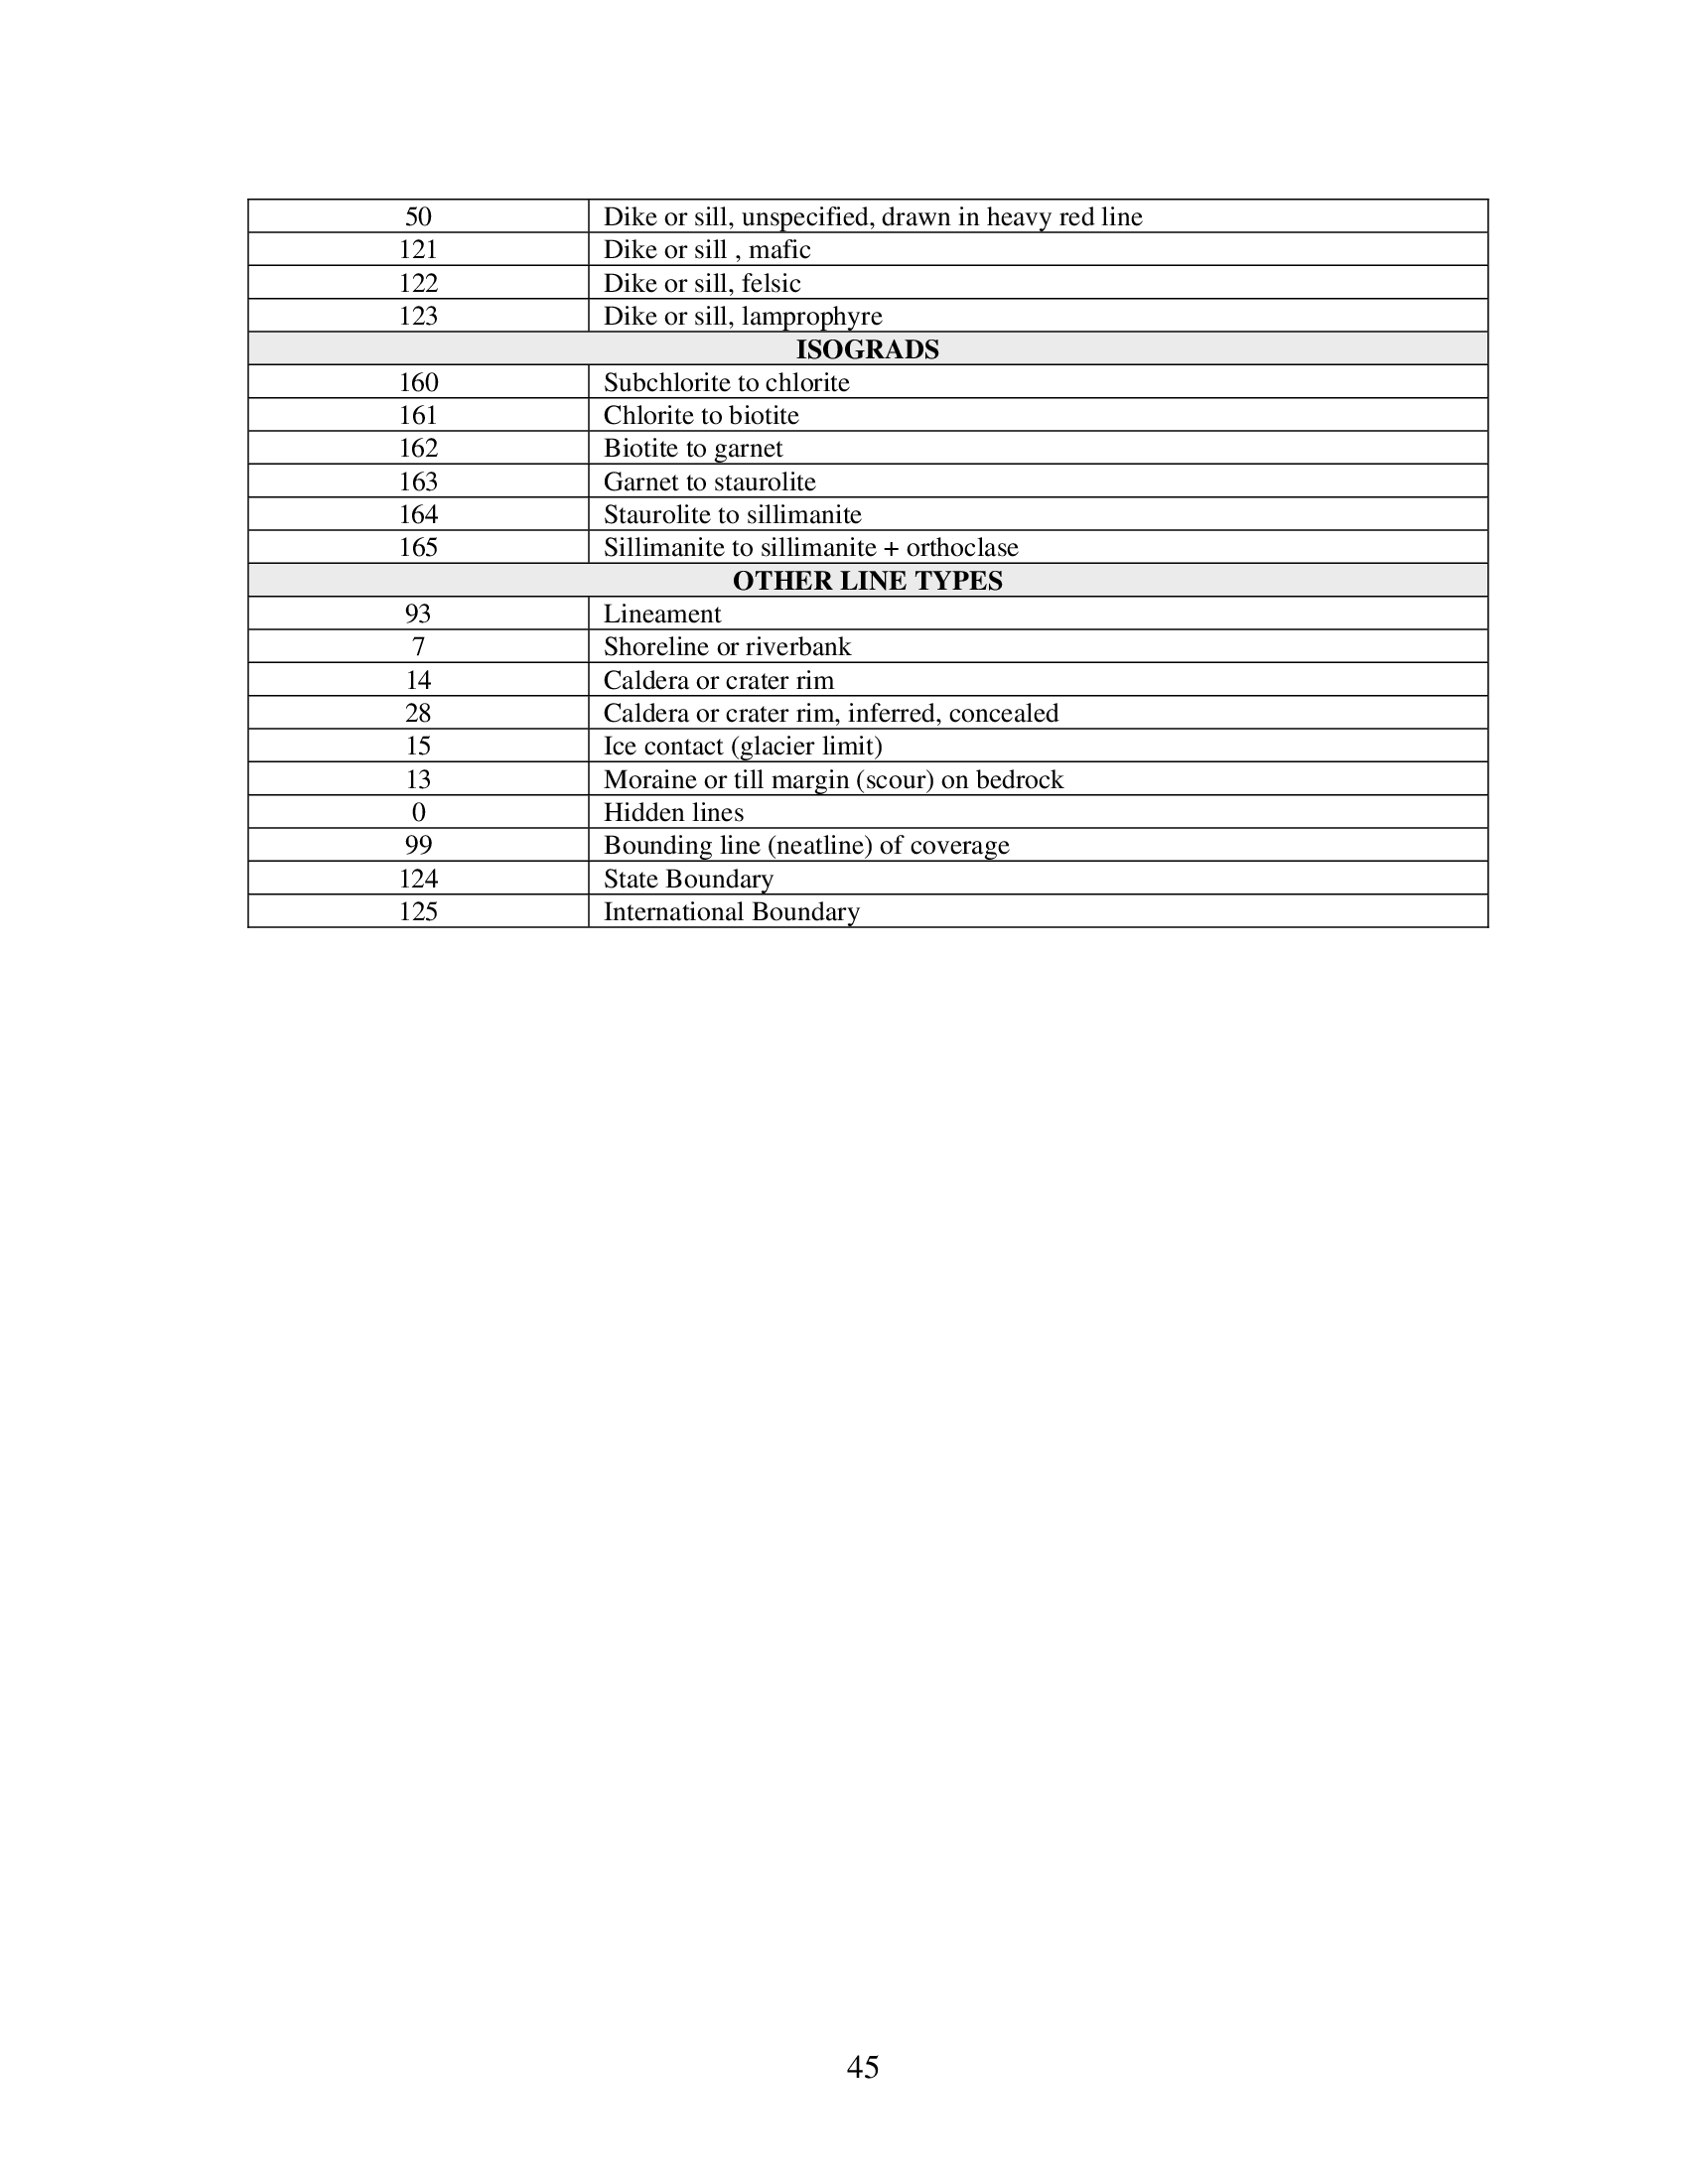 50 Dike or sill, unspecified, drawn in heavy red line
121 Dike or sill , mafic
122 Dike or sill, felsic
123 Dike or sill, lamprophyre
ISOGRADS
160 Subchlorite to chlorite
161 Chlorite to biotite
162 Biotite to garnet
163 Garnet to staurolite
164 Staurolite to sillimanite
165 Sillimanite to sillimanite + orthoclase
OTHER LINE TYPES
93 Lineament
7 Shoreline or riverbank
14 Caldera or crater rim
28 Caldera or crater rim, inferred, concealed
15 Ice contact (glacier limit)
13 Moraine or till margin (scour) on bedrock
0 Hidden lines
99 Bounding line (neatline) of coverage
124 State Boundary
125 International Boundary
45